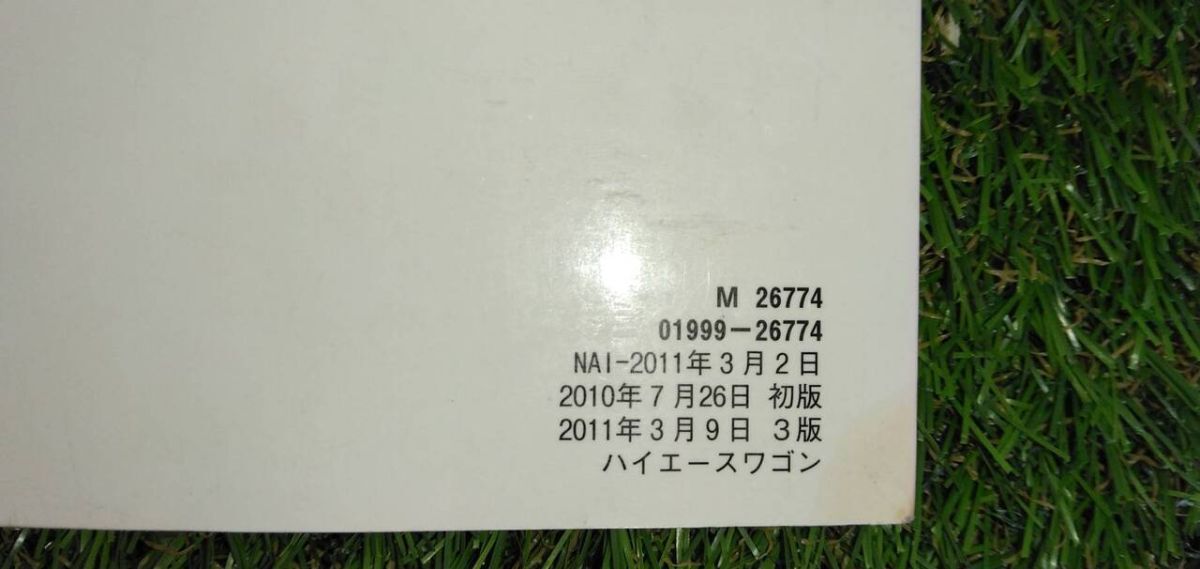 M 26774
01999-26774
NAI-2011年3月2日
2010年7月26日 初版
2011年3月9日 3版
ハイエースワゴン